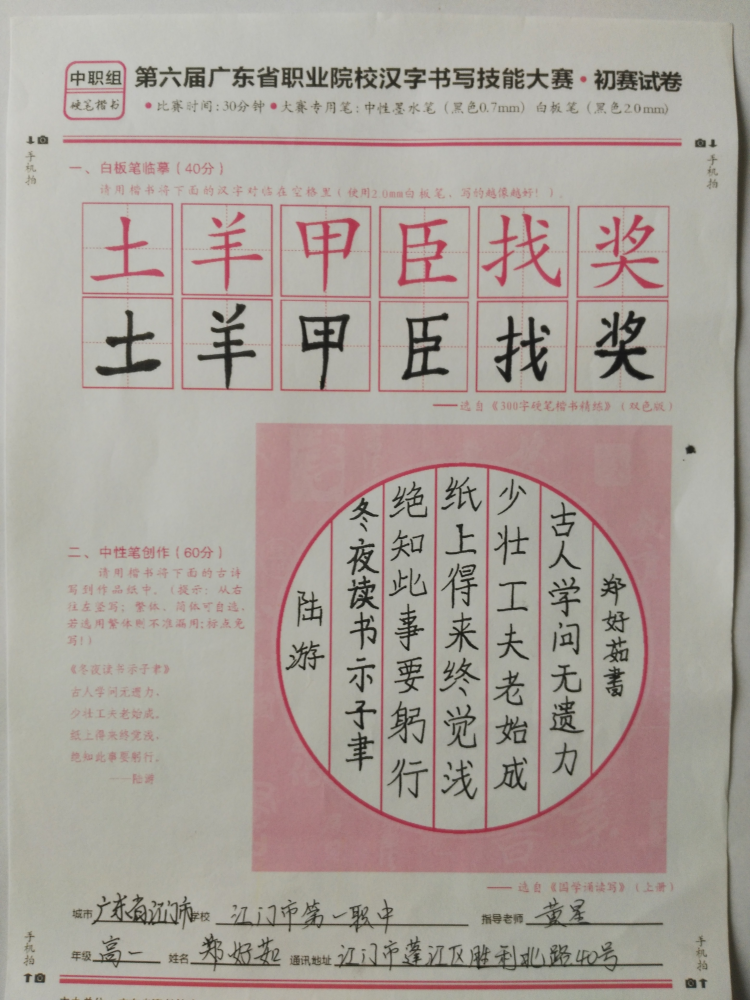 中职组
硬笔楷书
第六届广东省职业院校汉字书写技能大赛·初赛试卷
●比赛时间:30分钟●大赛专用笔:中性墨水笔(黑色0.7mm) 白板笔(黑色2.0mm)
手机拍
手机拍
一、白板笔临摹(40分)
请用楷书将下面的汉字对临在空格里(使用2.0mm白板笔,写的越像越好!)。
土羊甲臣找奖
土羊甲臣找奖
——选自《300字硬笔楷书精练》(双色版)
二、中性笔创作(60分)
请用楷书将下面的古诗
写到作品纸中。(提示:从右
往左竖写;繁体、简体可自选,
若选用繁体则不准漏用;标点免
写!)
《冬夜读书示子聿》
古人学问无遗力,
少壮工夫老始成。
纸上得来终觉浅,
绝知此事要躬行。
——陆游
郑好茹書
古人学问无遗力
少壮工夫老始成
纸上得来终觉浅
绝知此事要躬行
冬夜读书示子聿
陆游
——选自《国学诵读写》(上册)
城市 广东省江门市 学校 江门市第一职中 指导老师 黄星
年级 高一 姓名 郑好茹 通讯地址 江门市蓬江区胜利北路40号
手机拍
手机拍